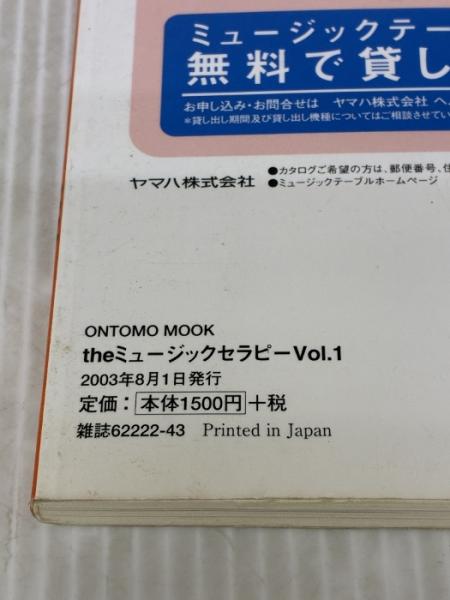 ミュージックテー
無料で貸し
お申し込み・お問合せは ヤマハ株式会社 へ
*貸し出し期間及び貸し出し機種についてはご相談させてい
●カタログご希望の方は、郵便番号、住
ヤマハ株式会社 ●ミュージックテーブルホームページ
ONTOMO MOOK
theミュージックセラピーVol.1
2003年8月1日発行
定価：本体1500円+税
雑誌62222-43 Printed in Japan